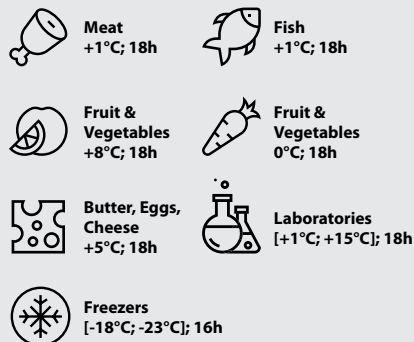 Meat
+1°C; 18h
Fish
+1°C; 18h
Fruit &
Vegetables
+8°C; 18h
Fruit &
Vegetables
0°C; 18h
Butter, Eggs,
Cheese
+5°C; 18h
Laboratories
[+1°C; +15°C]; 18h
Freezers
[-18°C; -23°C]; 16h